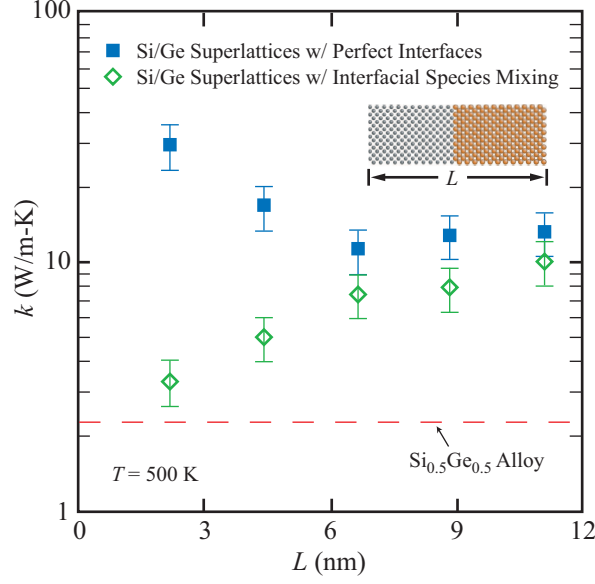 100
Si/Ge Superlattices w/ Perfect Interfaces
Si/Ge Superlattices w/ Interfacial Species Mixing
L
k (W/m-K)
10
Si0.5Ge0.5 Alloy
T = 500 K
1
0 3 6 9 12
L (nm)